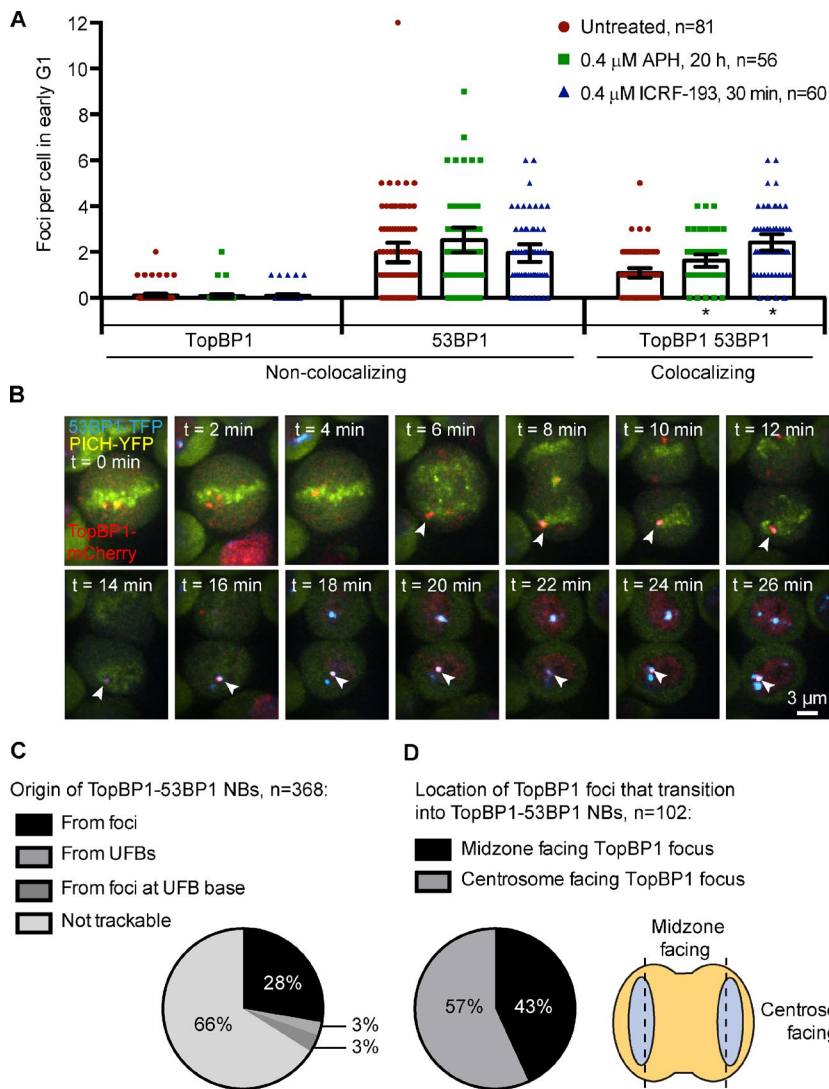 A
Foci per cell in early G1
12
10
8
6
4
2
0
Untreated, n=81
0.4 μM APH, 20 h, n=56
0.4 μM ICRF-193, 30 min, n=60
* *
TopBP1 53BP1 TopBP1 53BP1
Non-colocalizing Colocalizing
B
53BP1-TFP
PICH-YFP
t = 0 min
TopBP1-
mCherry
t = 2 min
t = 4 min
t = 6 min
t = 8 min
t = 10 min
t = 12 min
t = 14 min
t = 16 min
t = 18 min
t = 20 min
t = 22 min
t = 24 min
t = 26 min
3 μm
C
Origin of TopBP1-53BP1 NBs, n=368:
From foci
From UFBs
From foci at UFB base
Not trackable
28%
66%
3%
3%
D
Location of TopBP1 foci that transition
into TopBP1-53BP1 NBs, n=102:
Midzone facing TopBP1 focus
Centrosome facing TopBP1 focus
57%
43%
Midzone
facing
Centroso
facing